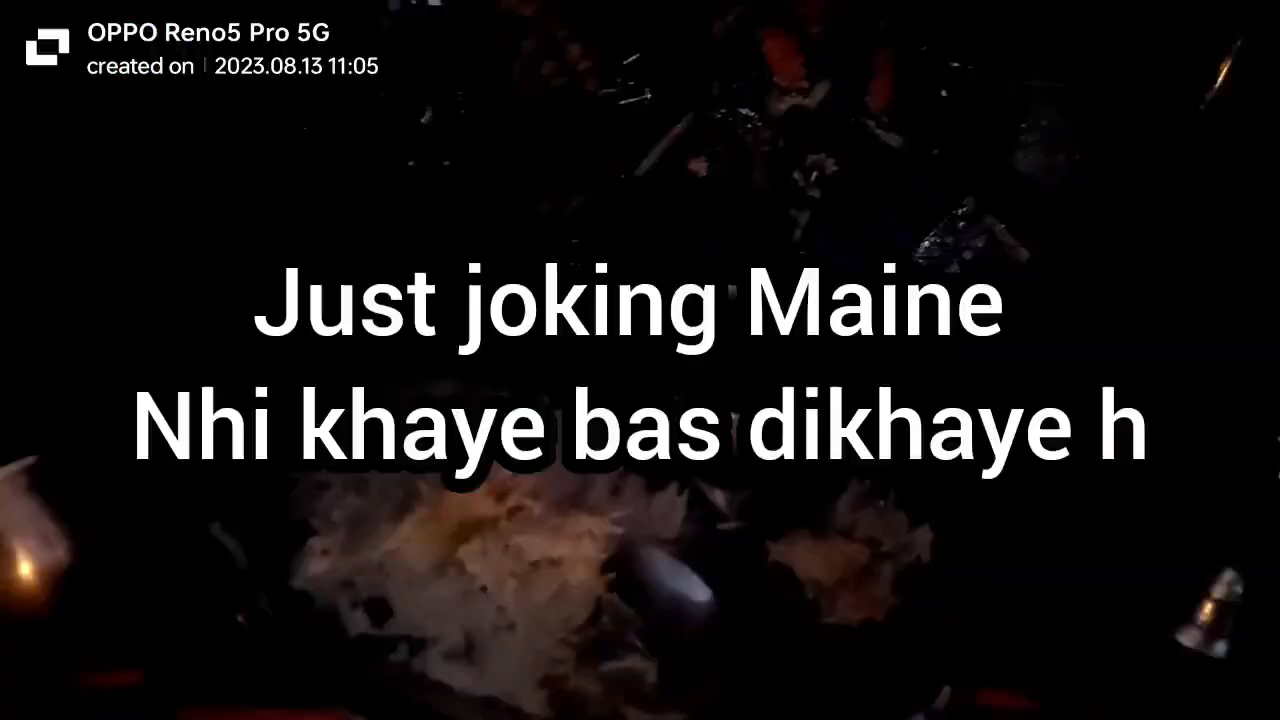 OPPO Reno5 Pro 5G
created on | 2023.08.13 11:05
Just joking Maine
Nhi khaye bas dikhaye h